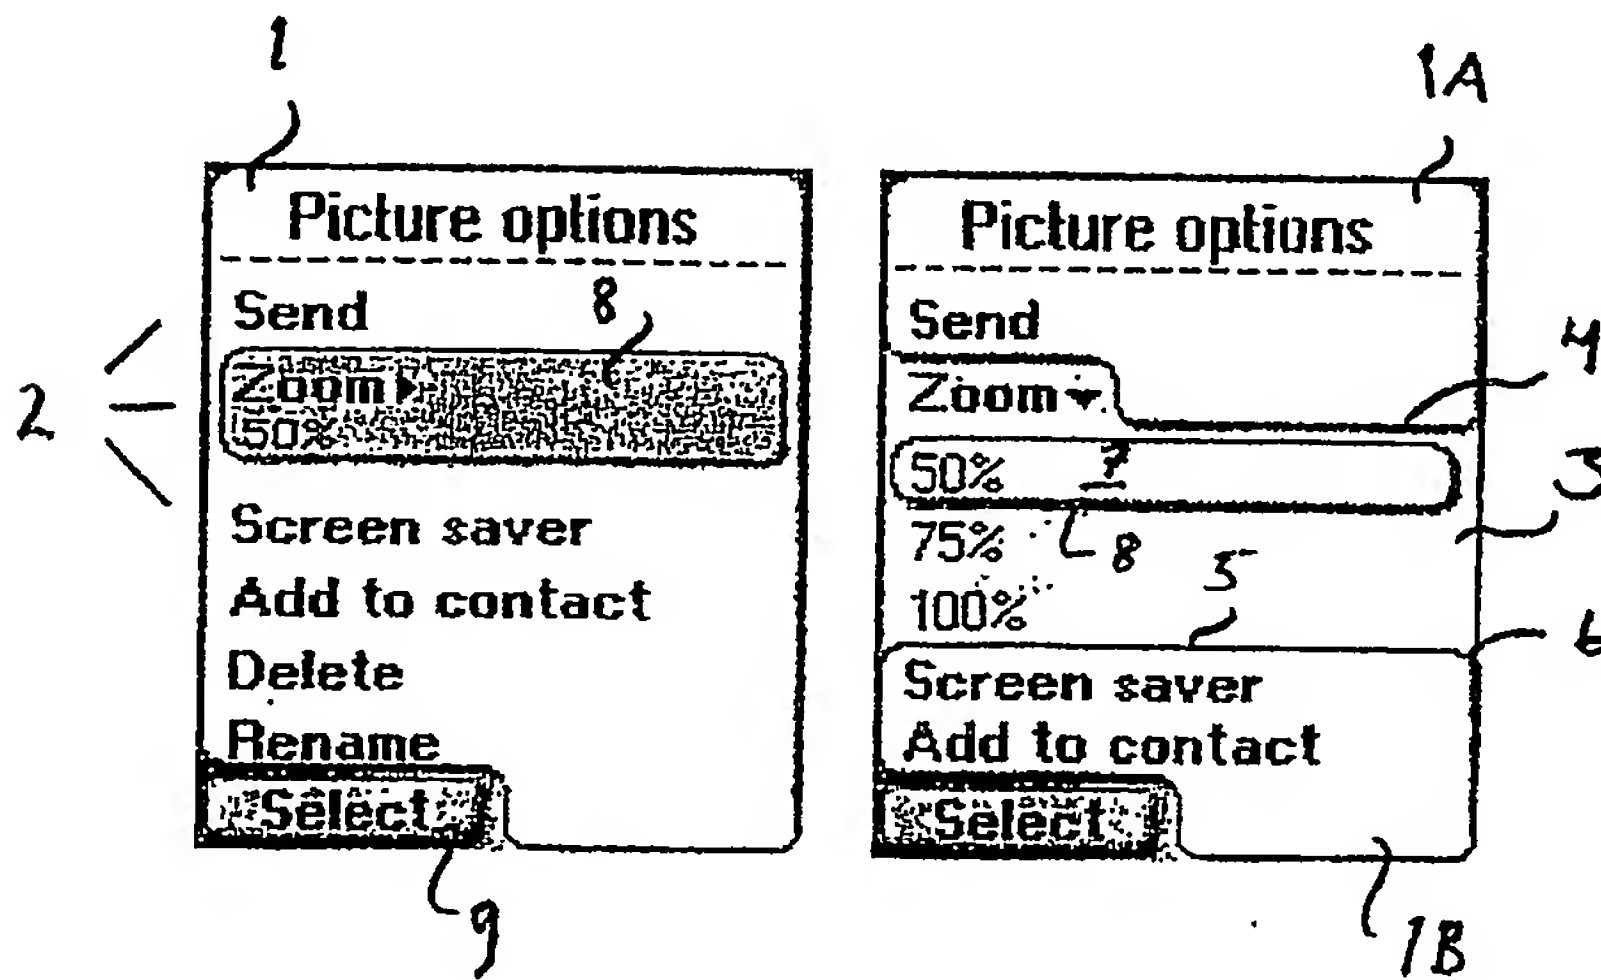 1
1A
Picture options
Send
8
Zoom
50%
2
Screen saver
Add to contact
Delete
Rename
Select
9
Picture options
Send
4
Zoom
50% 7
3
75% 8
5
100%
6
Screen saver
Add to contact
Select
1B